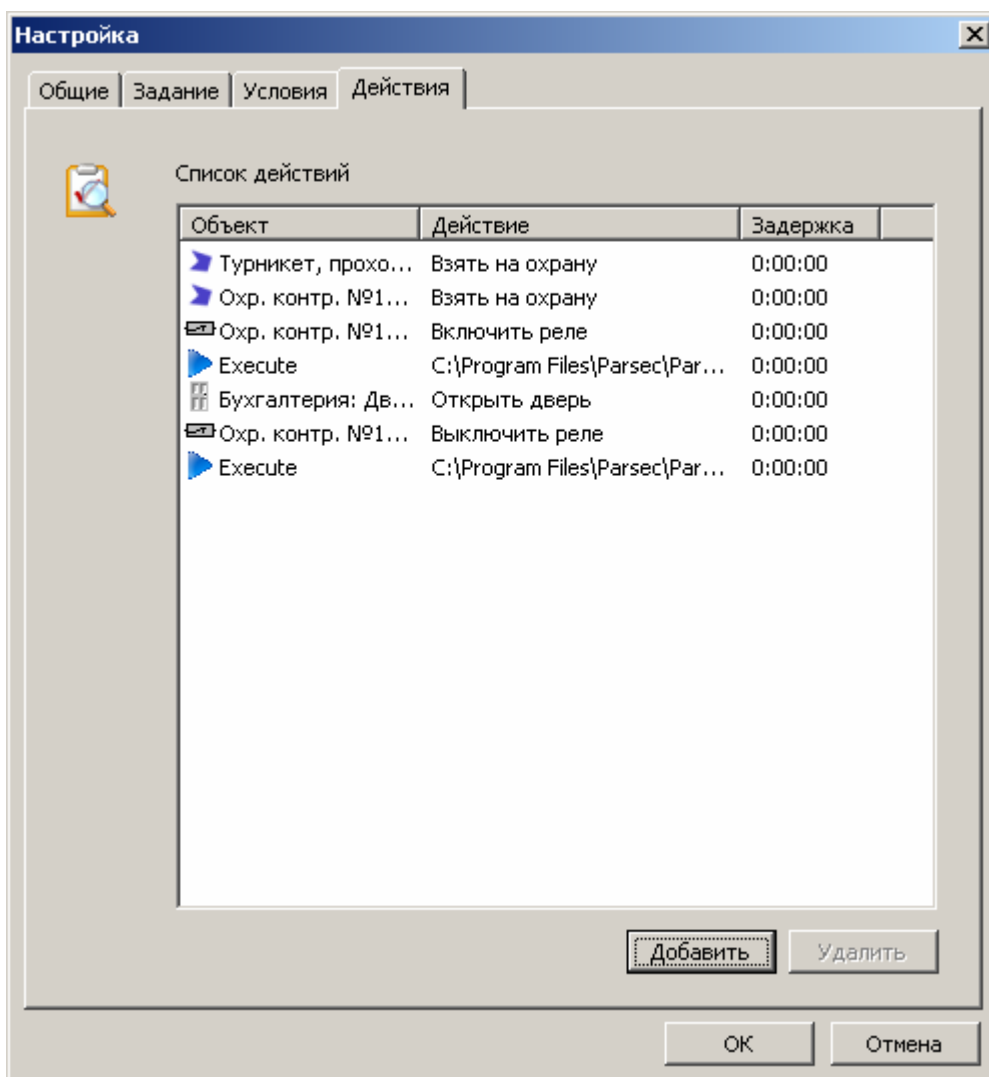 Настройка
Общие Задание Условия Действия
Список действий
Объект Действие Задержка
Турникет, прохо... Взять на охрану 0:00:00
Охр. контр. №1... Взять на охрану 0:00:00
Охр. контр. №1... Включить реле 0:00:00
Execute C:\Program Files\Parsec\Par... 0:00:00
Бухгалтерия: Дв... Открыть дверь 0:00:00
Охр. контр. №1... Выключить реле 0:00:00
Execute C:\Program Files\Parsec\Par... 0:00:00
Добавить Удалить
ОК Отмена